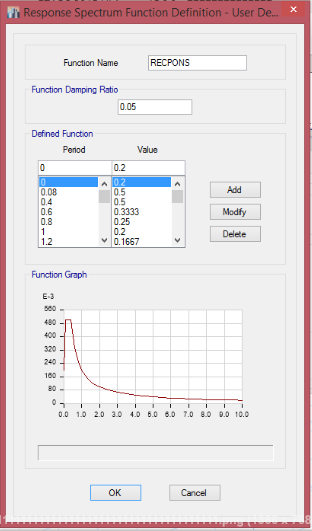 Response Spectrum Function Definition - User De...
Function Name
RECPONS
Function Damping Ratio
0.05
Defined Function
Period Value
0 0.2
0 0.2
0.08 0.5
0.4 0.5
0.6 0.3333
0.8 0.25
1 0.2
1.2 0.1667
Add
Modify
Delete
Function Graph
E-3
560
480
400
320
240
160
80
0
0.0 1.0 2.0 3.0 4.0 5.0 6.0 7.0 8.0 9.0 10.0
OK Cancel